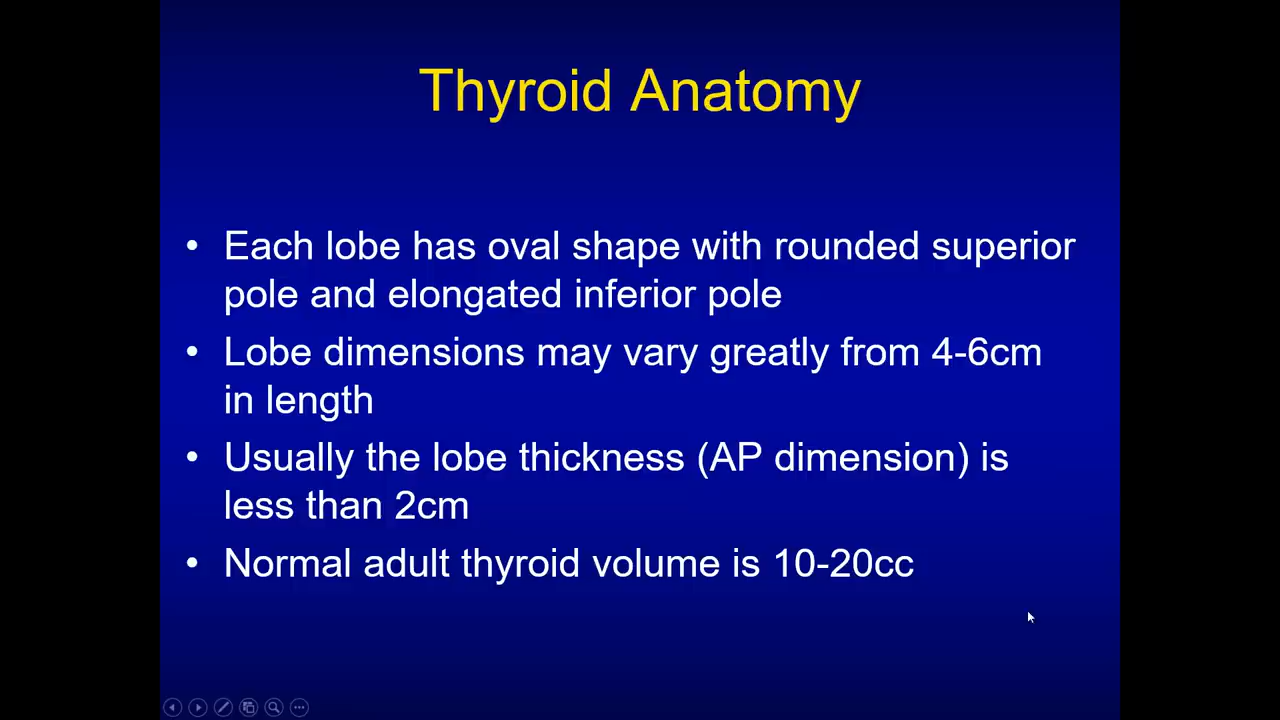 Thyroid Anatomy
• Each lobe has oval shape with rounded superior
pole and elongated inferior pole
• Lobe dimensions may vary greatly from 4-6cm
in length
• Usually the lobe thickness (AP dimension) is
less than 2cm
• Normal adult thyroid volume is 10-20cc